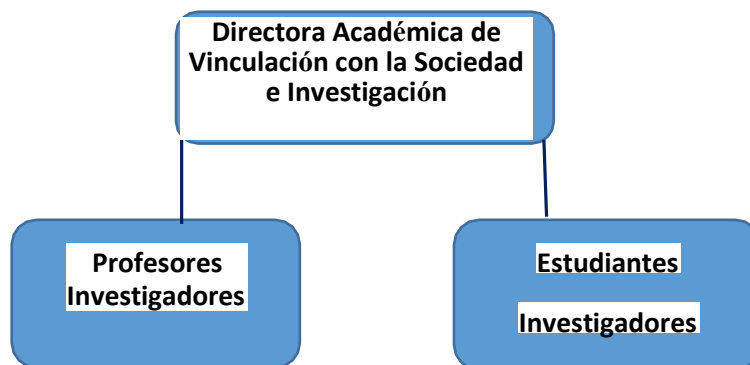 Directora Académica de
Vinculación con la Sociedad
e Investigación
Profesores
Investigadores
Estudiantes
Investigadores